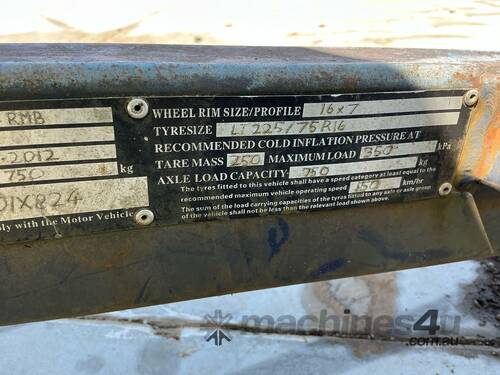 RMB
2012
750 kg
01X824
ply with the Motor Vehicle
WHEEL RIM SIZE/PROFILE 16x7
TYRESIZE LT 225/75R16
RECOMMENDED COLD INFLATION PRESSURE AT
TARE MASS 250 MAXIMUM LOAD 350 kPa
AXLE LOAD CAPACITY: 750 kg
The tyres fitted to this vehicle shall have a speed category at least equal to the
recommended maximum vehicle operating speed 150 km/hr
The sum of the load carrying capacities of the tyres fitted to any axle or axle group
of the vehicle shall not be less than the relevant load shown above.
machines4u
.com.au